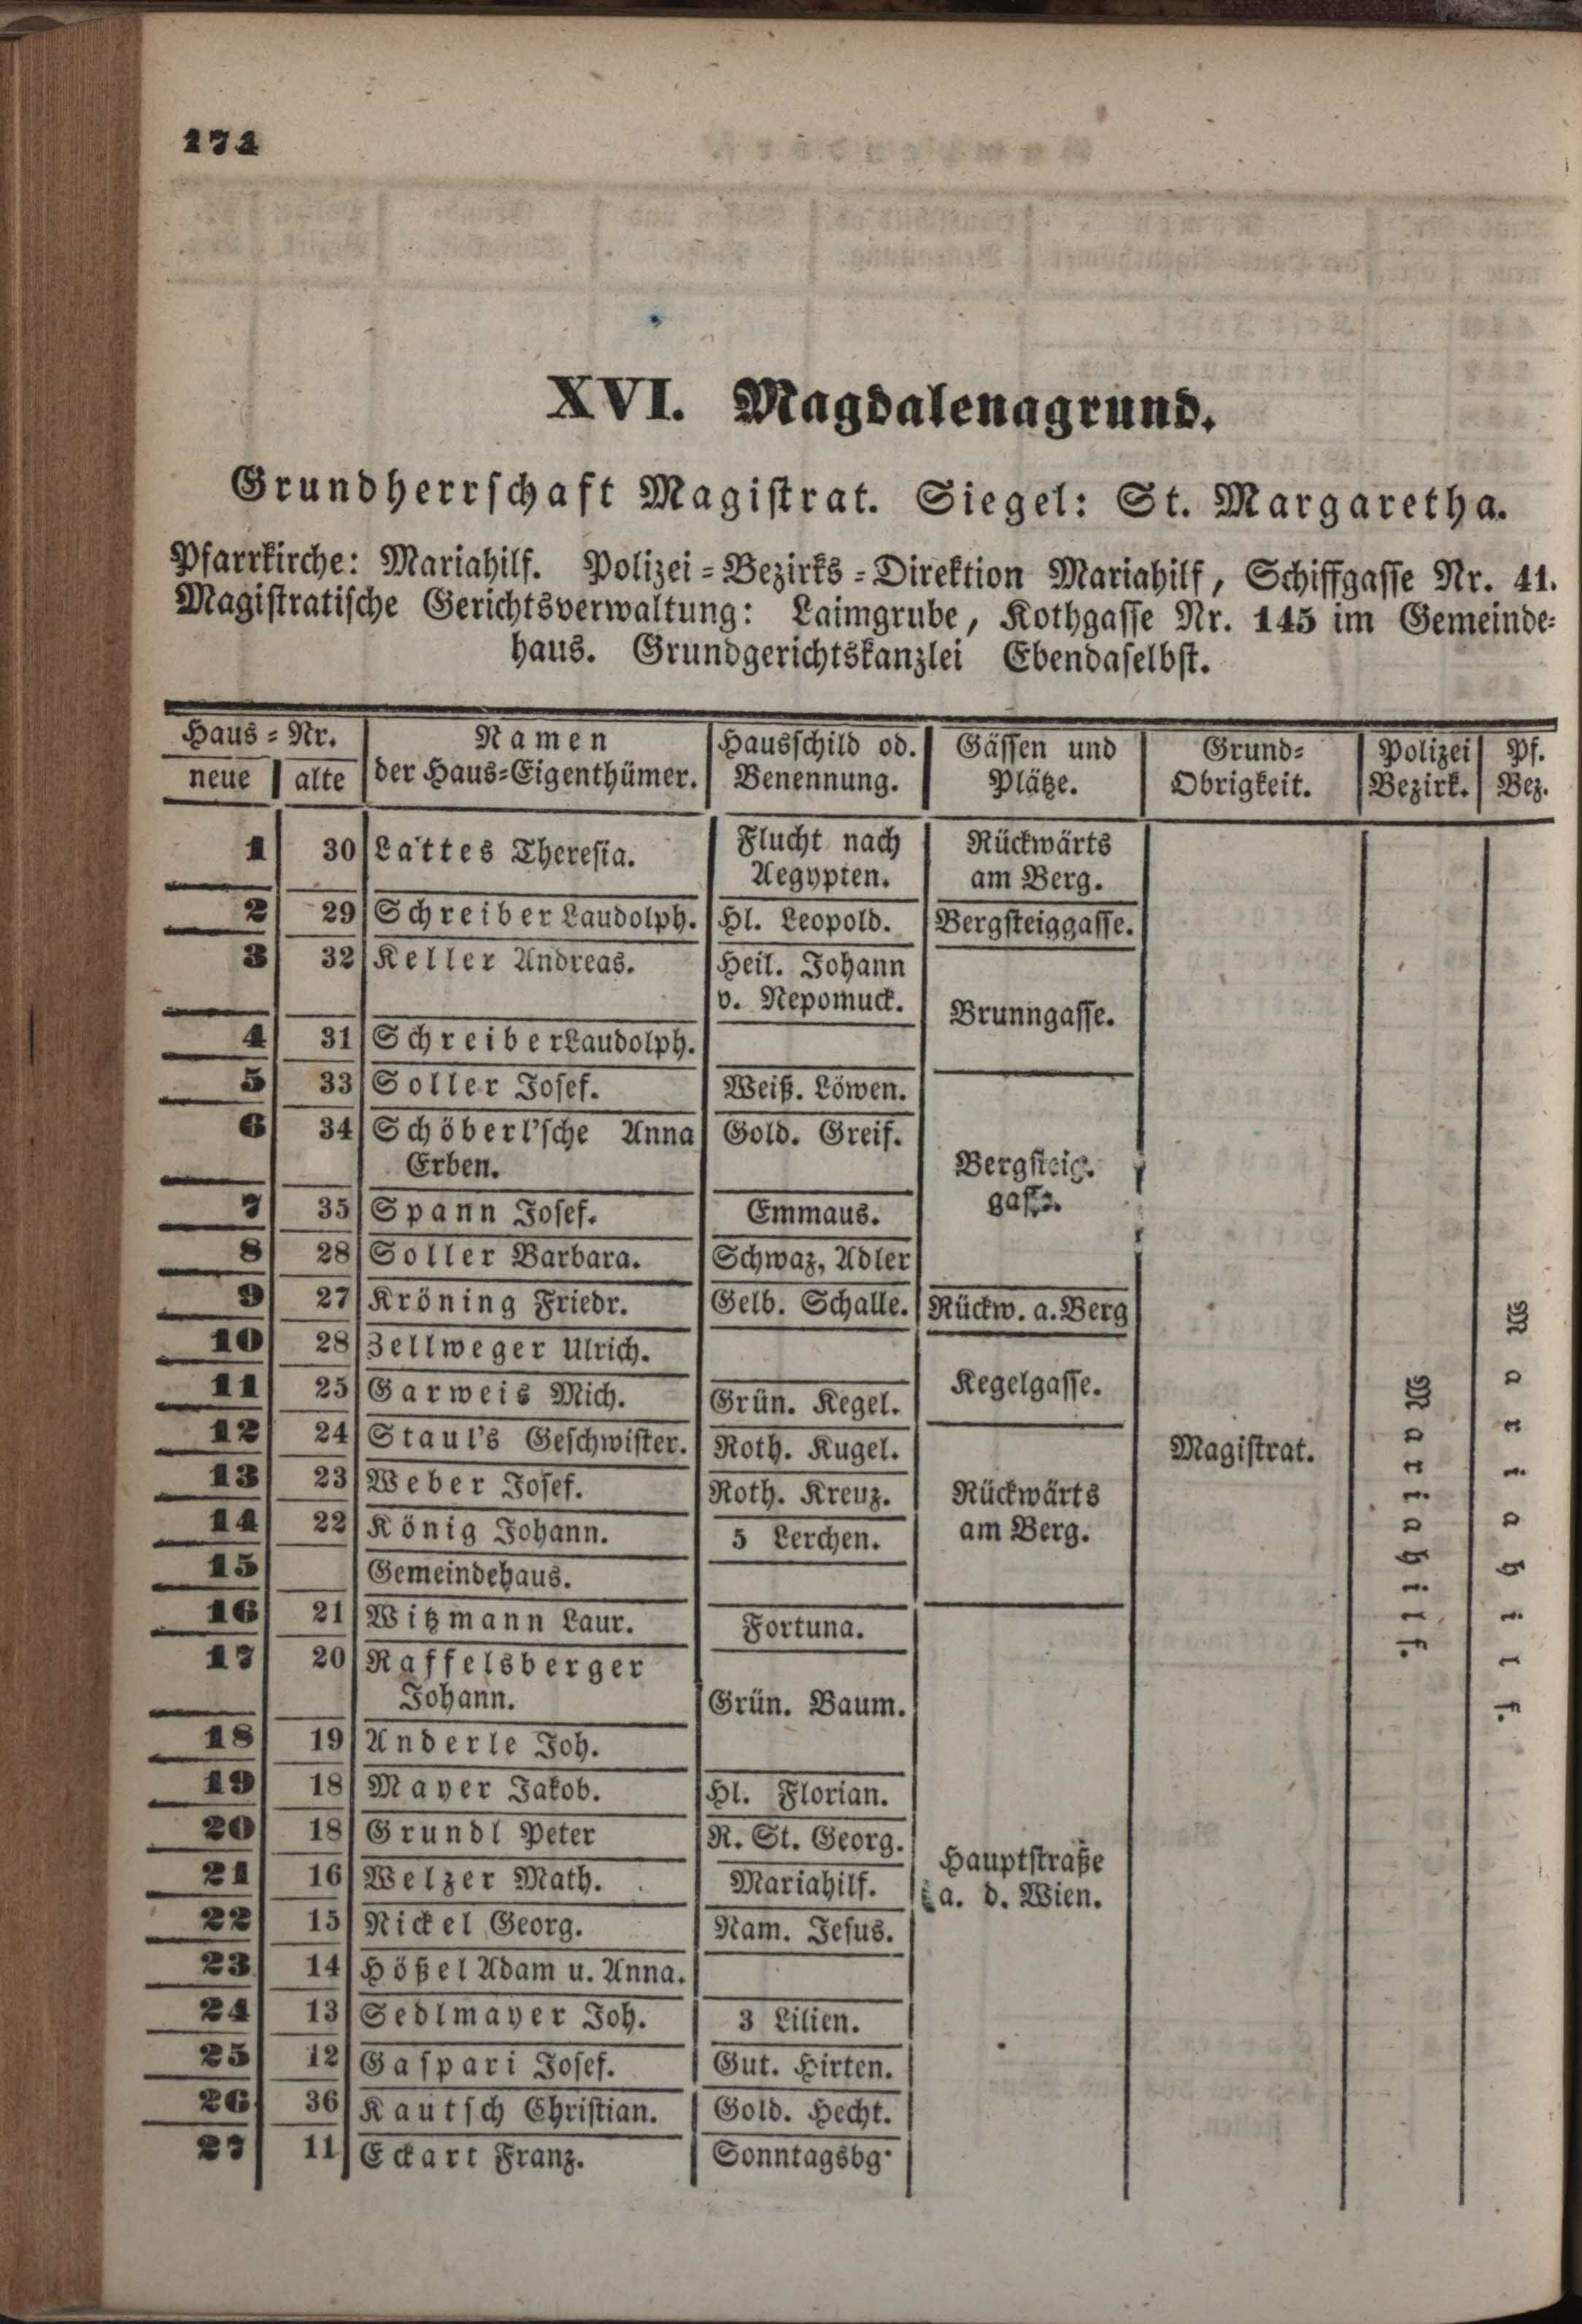 174
XVI. Magdalenagrund.
Grundherrschaft Magistrat. Siegel: St. Margaretha.
Pfarrkirche: Mariahilf. Polizei-Bezirks-Direktion Mariahilf, Schiffgasse Nr. 41.
Magistratische Gerichtsverwaltung: Laimgrube, Kothgasse Nr. 145 im Gemeinde-
haus. Grundgerichtskanzlei Ebendaselbst.
Haus-Nr. Namen Hausschild od. Gässen und Grund- Polizei Pf.
neue alte der Haus-Eigenthümer. Benennung. Plätze. Obrigkeit. Bezirk. Bez.
1 30 Lattes Theresia. Flucht nach Rückwärts
Aegypten. am Berg.
2 29 Schreiber Laudolph. Hl. Leopold. Bergsteiggasse.
3 32 Keller Andreas. Heil. Johann
v. Nepomuck. Brunngasse.
4 31 Schreiber Laudolph.
5 33 Soller Josef. Weiß. Löwen.
6 34 Schöberl'sche Anna Gold. Greif.
Erben. Bergsteig-
gasse.
7 35 Spann Josef. Emmaus.
8 28 Soller Barbara. Schwaz, Adler
9 27 Kröning Friedr. Gelb. Schalle. Rückw. a. Berg
10 28 Zellweger Ulrich.
11 25 Garweis Mich. Grün. Kegel. Kegelgasse.
12 24 Staul's Geschwister. Roth. Kugel. Magistrat. Mariahilf. Mariahilf.
13 23 Weber Josef. Roth. Kreuz. Rückwärts
14 22 König Johann. 5 Lerchen. am Berg.
15 Gemeindehaus.
16 21 Witzmann Laur. Fortuna.
17 20 Raffelsberger
Johann. Grün. Baum.
18 19 Anderle Joh.
19 18 Mayer Jakob. Hl. Florian.
20 18 Grundl Peter R. St. Georg. Hauptstraße
21 16 Welzer Math. Mariahilf. a. d. Wien.
22 15 Nickel Georg. Nam. Jesus.
23 14 Hößel Adam u. Anna.
24 13 Sedlmayer Joh. 3 Lilien.
25 12 Gaspari Josef. Gut. Hirten.
26 36 Kautsch Christian. Gold. Hecht.
27 11 Eckart Franz. Sonntagsbg.